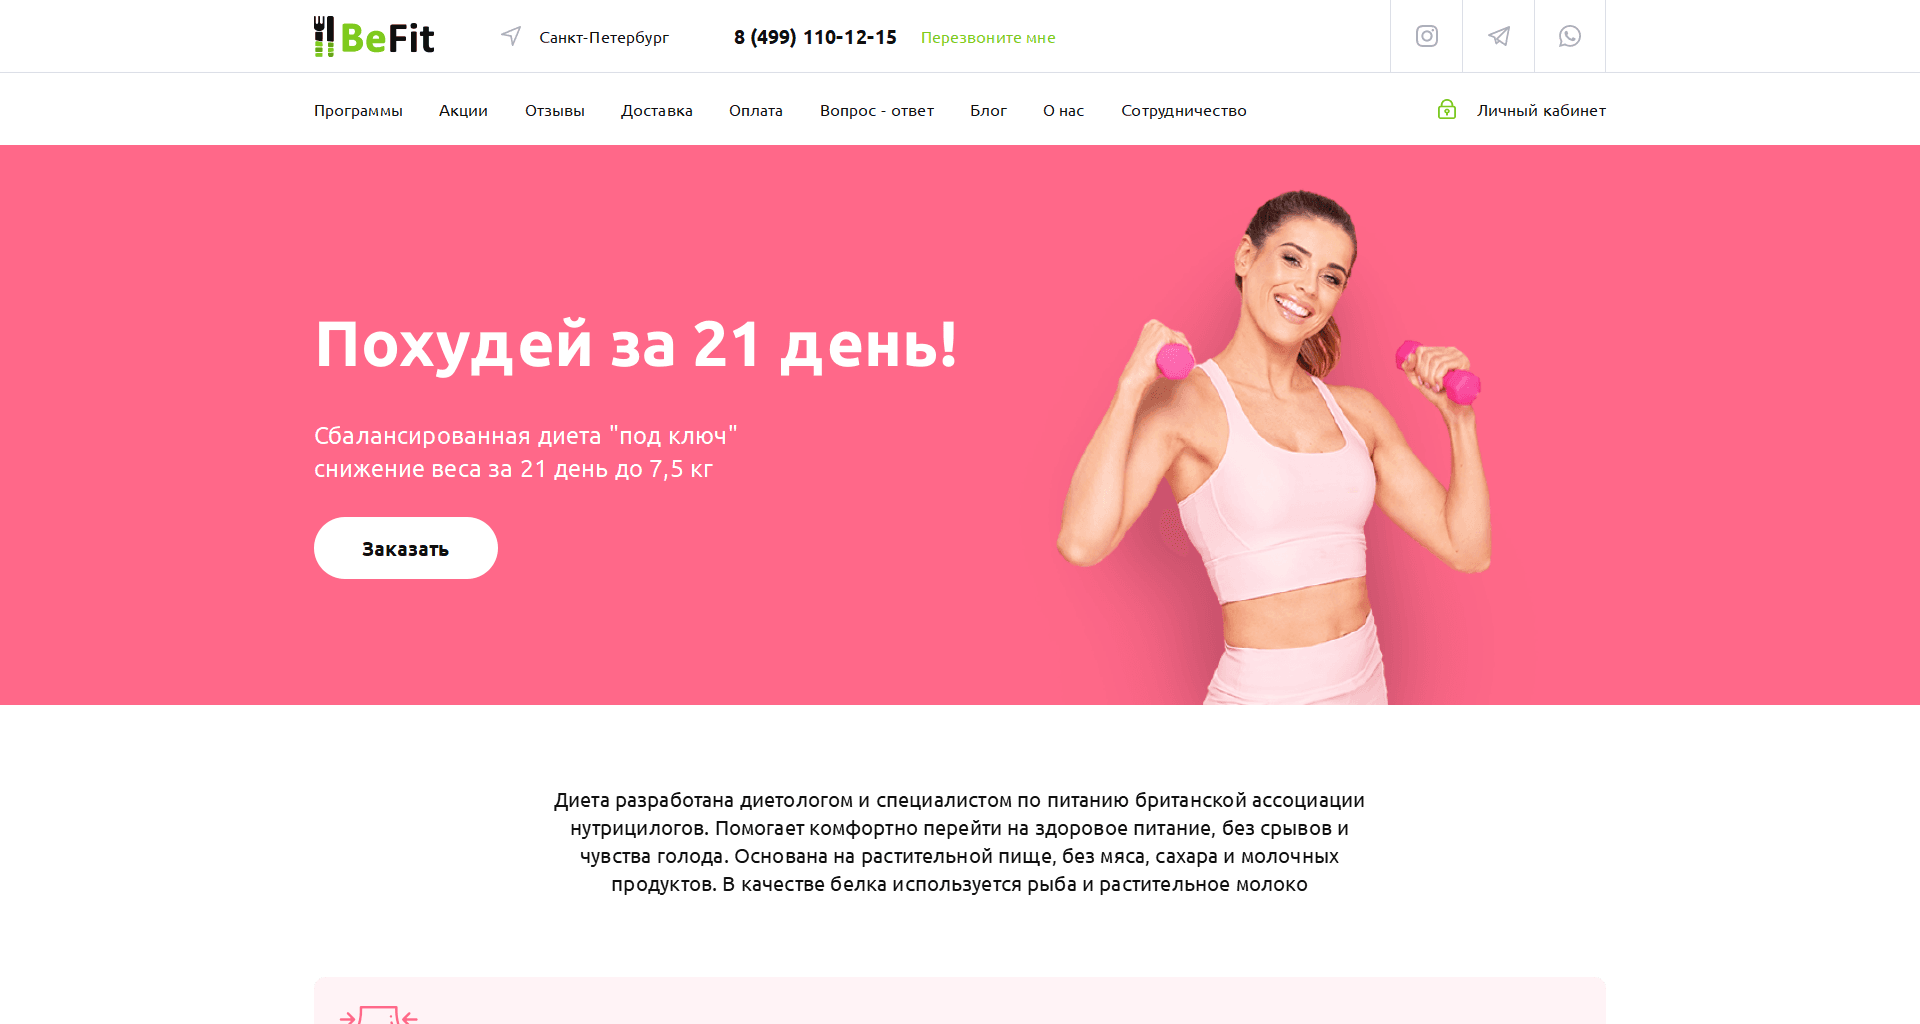 BeFit
Санкт-Петербург
8 (499) 110-12-15
Перезвоните мне
Программы
Акции
Отзывы
Доставка
Оплата
Вопрос - ответ
Блог
О нас
Сотрудничество
Личный кабинет
Похудей за 21 день!
Сбалансированная диета "под ключ"
снижение веса за 21 день до 7,5 кг
Заказать
Диета разработана диетологом и специалистом по питанию британской ассоциации
нутрицилогов. Помогает комфортно перейти на здоровое питание, без срывов и
чувства голода. Основана на растительной пище, без мяса, сахара и молочных
продуктов. В качестве белка используется рыба и растительное молоко